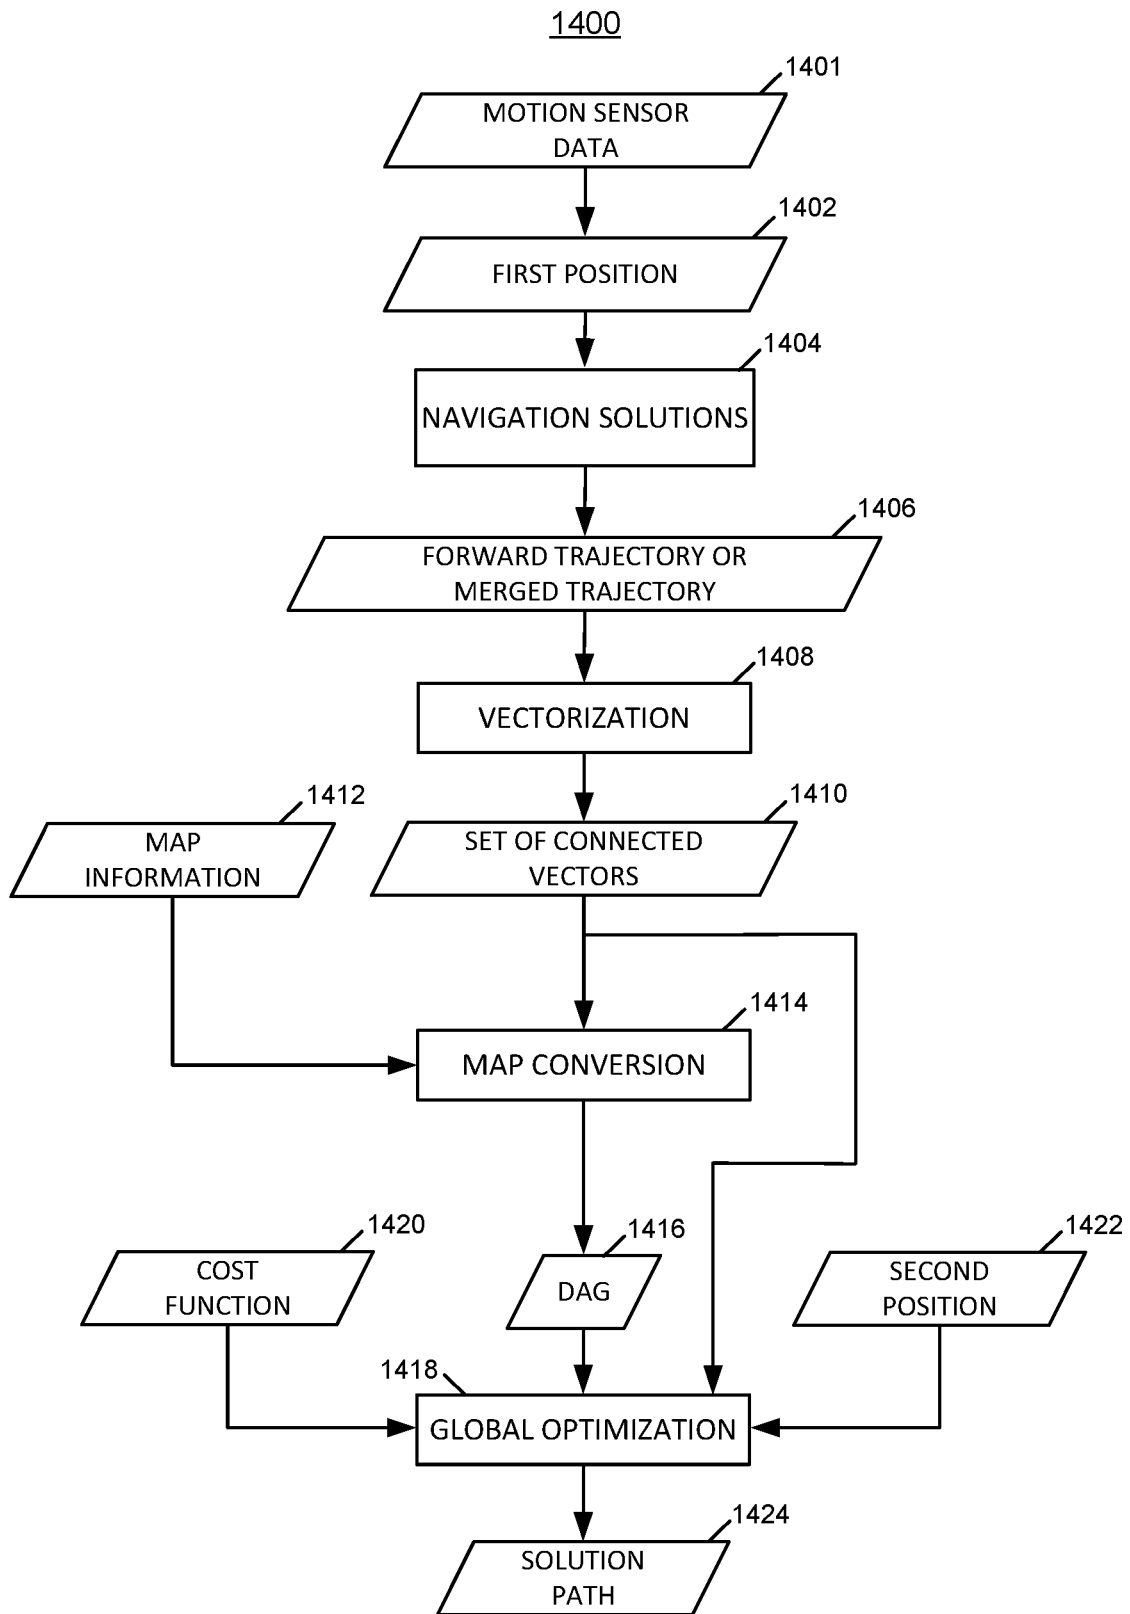 1400
1401
MOTION SENSOR
DATA
1402
FIRST POSITION
1404
NAVIGATION SOLUTIONS
1406
FORWARD TRAJECTORY OR
MERGED TRAJECTORY
1408
VECTORIZATION
1412
MAP
INFORMATION
1410
SET OF CONNECTED
VECTORS
1414
MAP CONVERSION
1420
COST
FUNCTION
1416
DAG
1422
SECOND
POSITION
1418
GLOBAL OPTIMIZATION
1424
SOLUTION
PATH